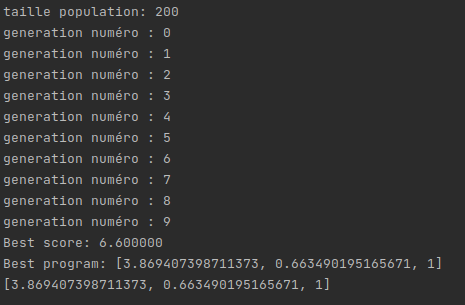 taille population: 200
generation numéro : 0
generation numéro : 1
generation numéro : 2
generation numéro : 3
generation numéro : 4
generation numéro : 5
generation numéro : 6
generation numéro : 7
generation numéro : 8
generation numéro : 9
Best score: 6.600000
Best program: [3.869407398711373, 0.663490195165671, 1]
[3.869407398711373, 0.663490195165671, 1]